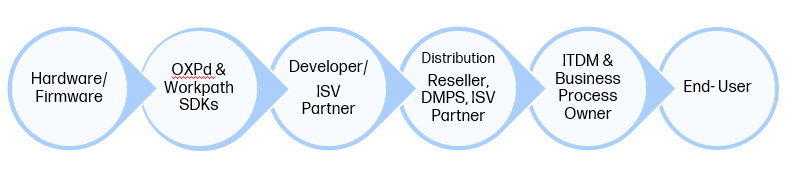 Hardware/
Firmware
OXPd &
Workpath
SDKs
Developer/
ISV
Partner
Distribution
Reseller,
DMPS, ISV
Partner
ITDM &
Business
Process
Owner
End- User